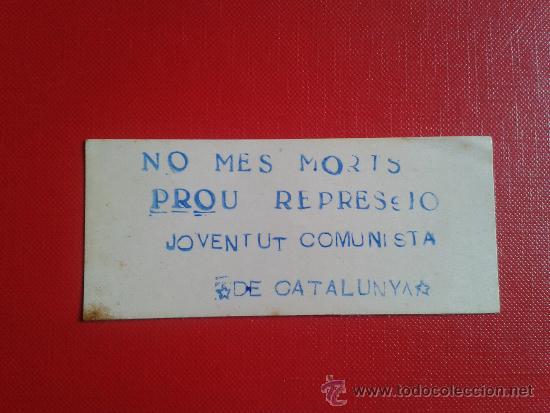 NO MES MORTS
PROU REPRESSIO
JOVENTUT COMUNISTA
☆DE CATALUNYA☆
www.todocoleccion.net